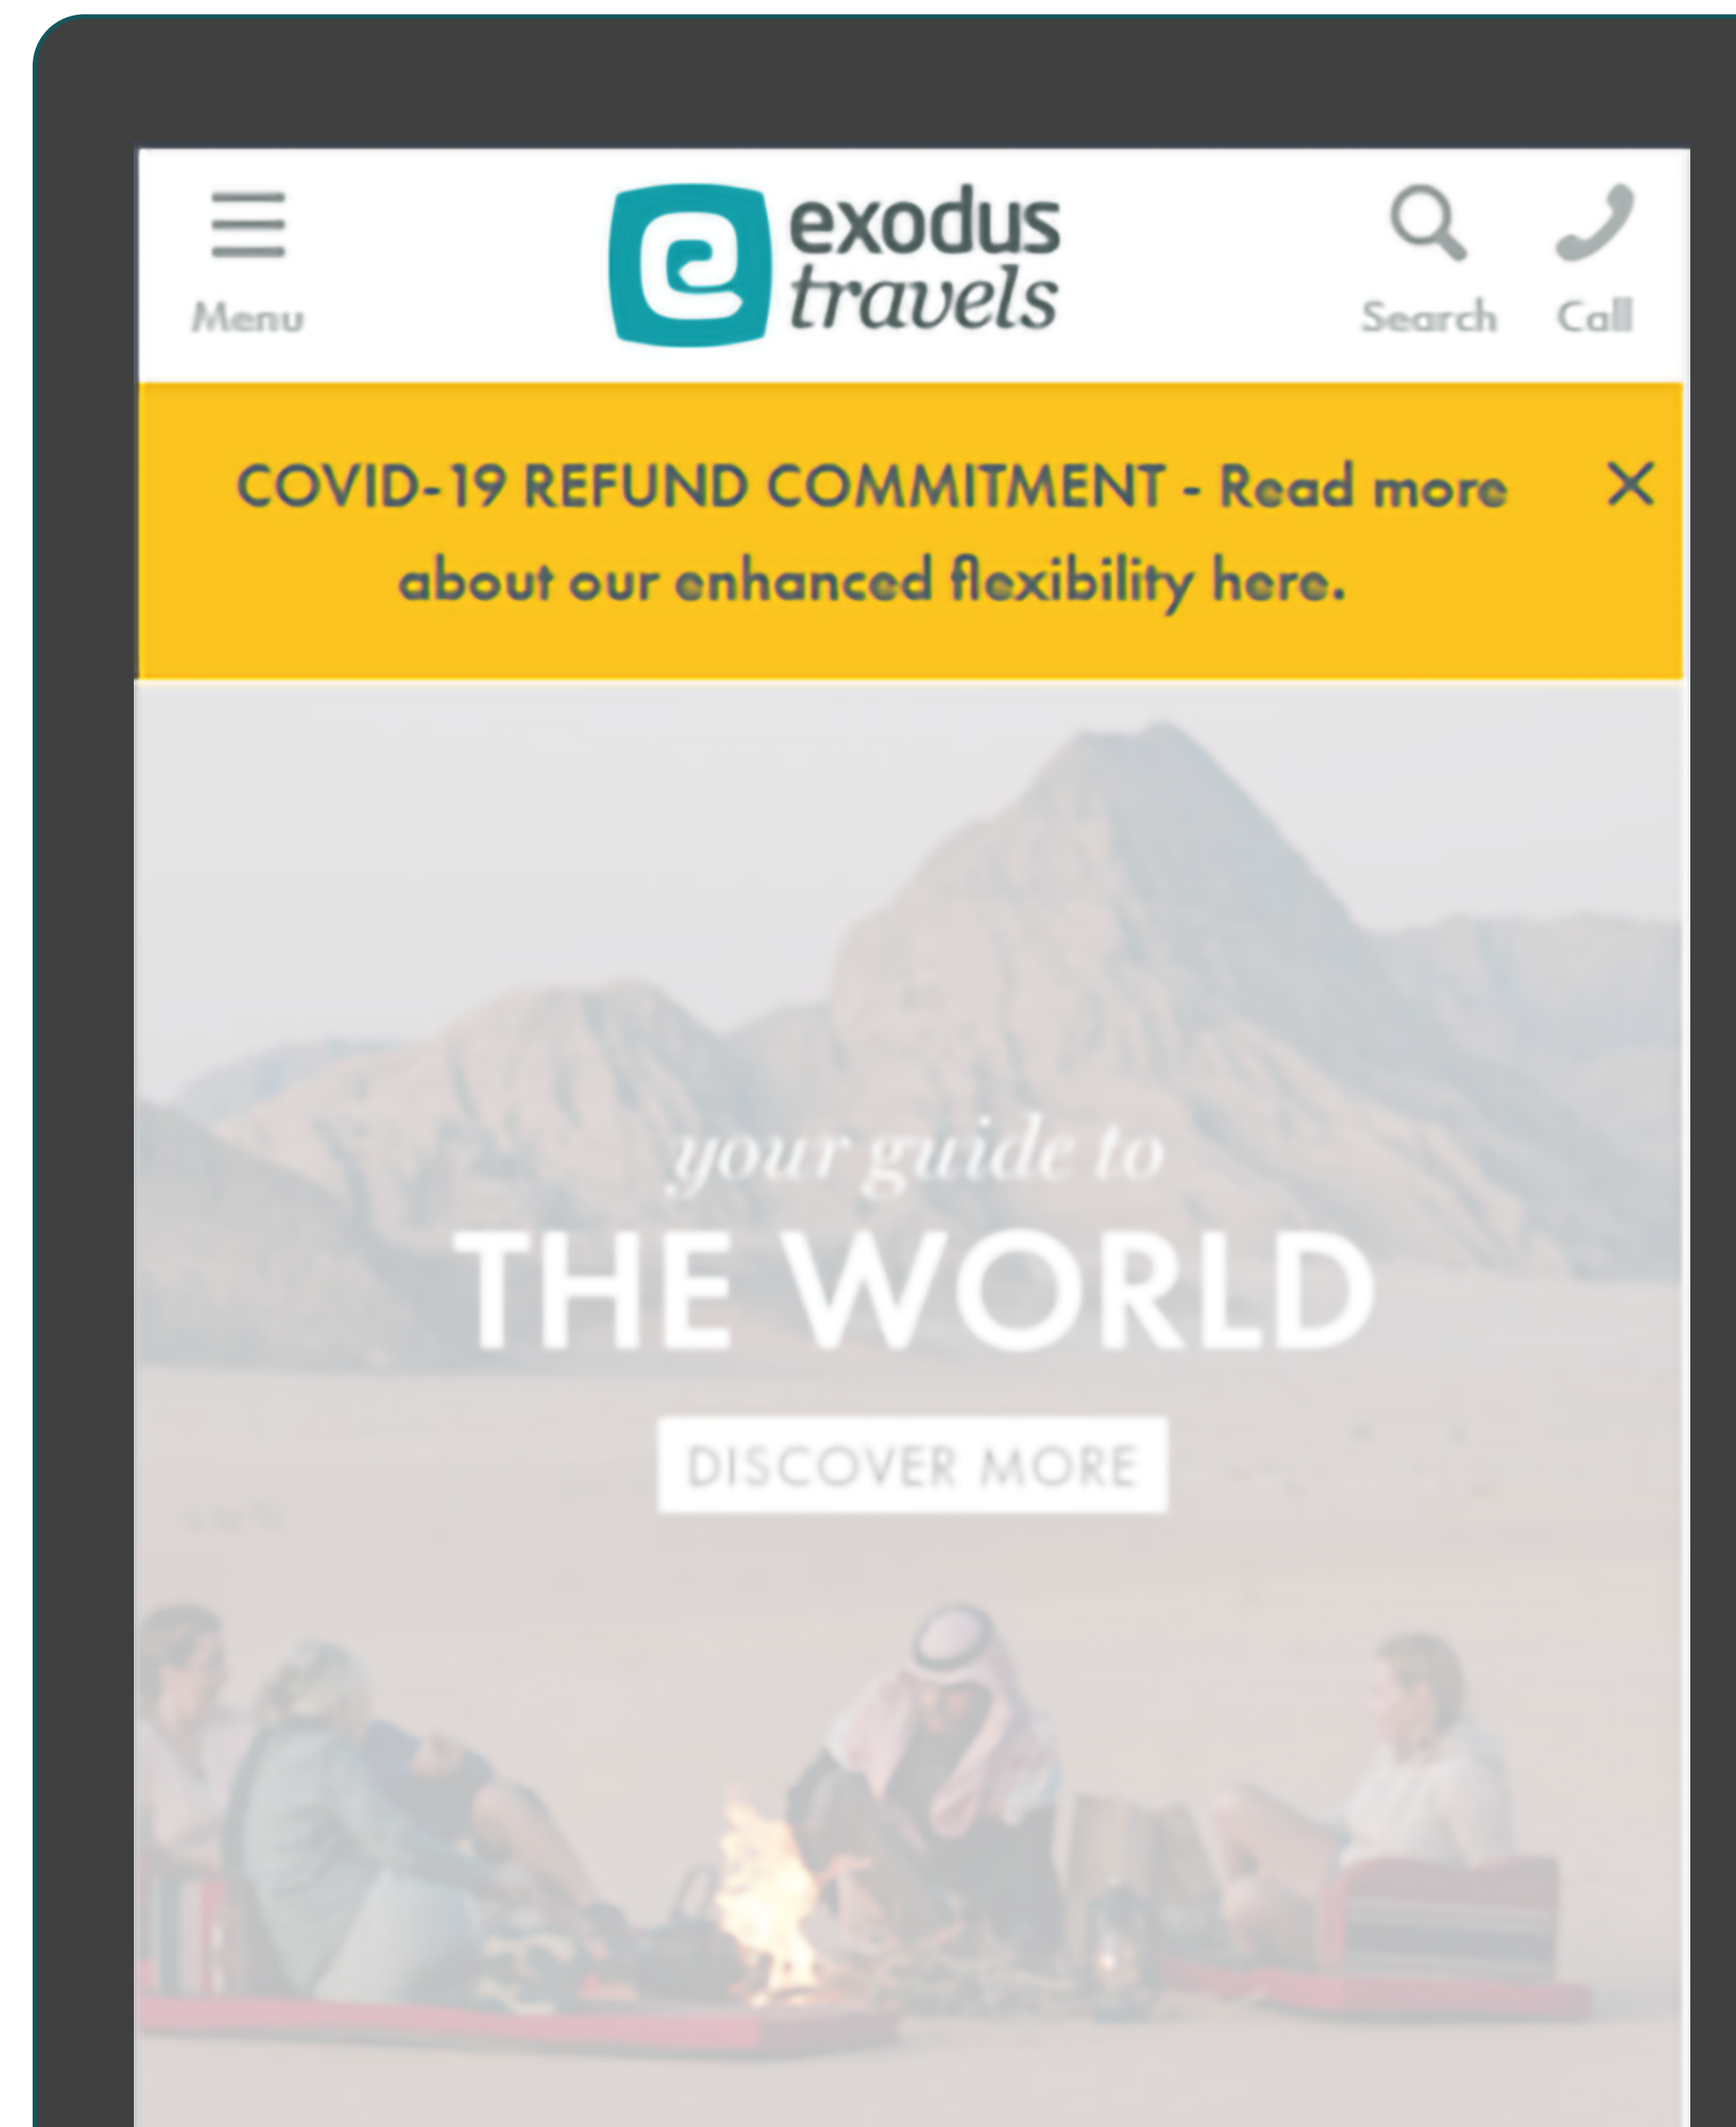 Menu
exodus
travels
Search
Call
COVID-19 REFUND COMMITMENT - Read more
about our enhanced flexibility here.
your guide to
THE WORLD
DISCOVER MORE